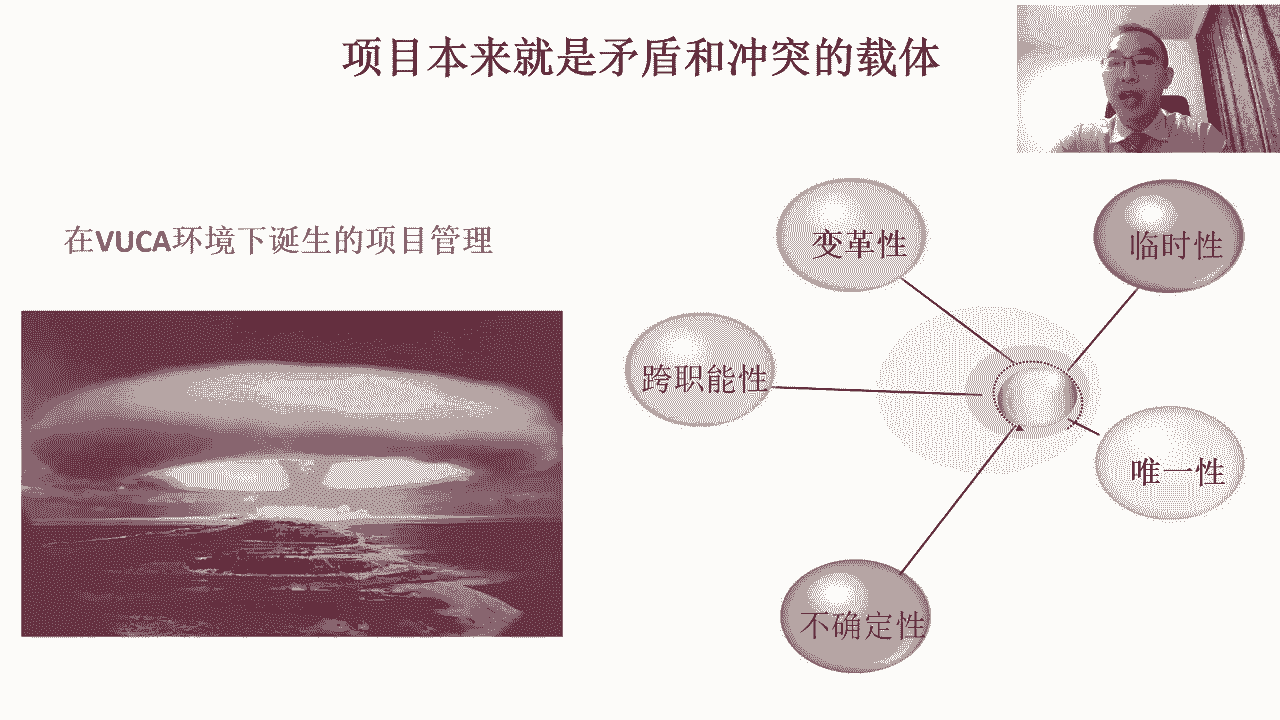 项目本来就是矛盾和冲突的载体
在VUCA环境下诞生的项目管理
变革性
临时性
跨职能性
唯一性
不确定性